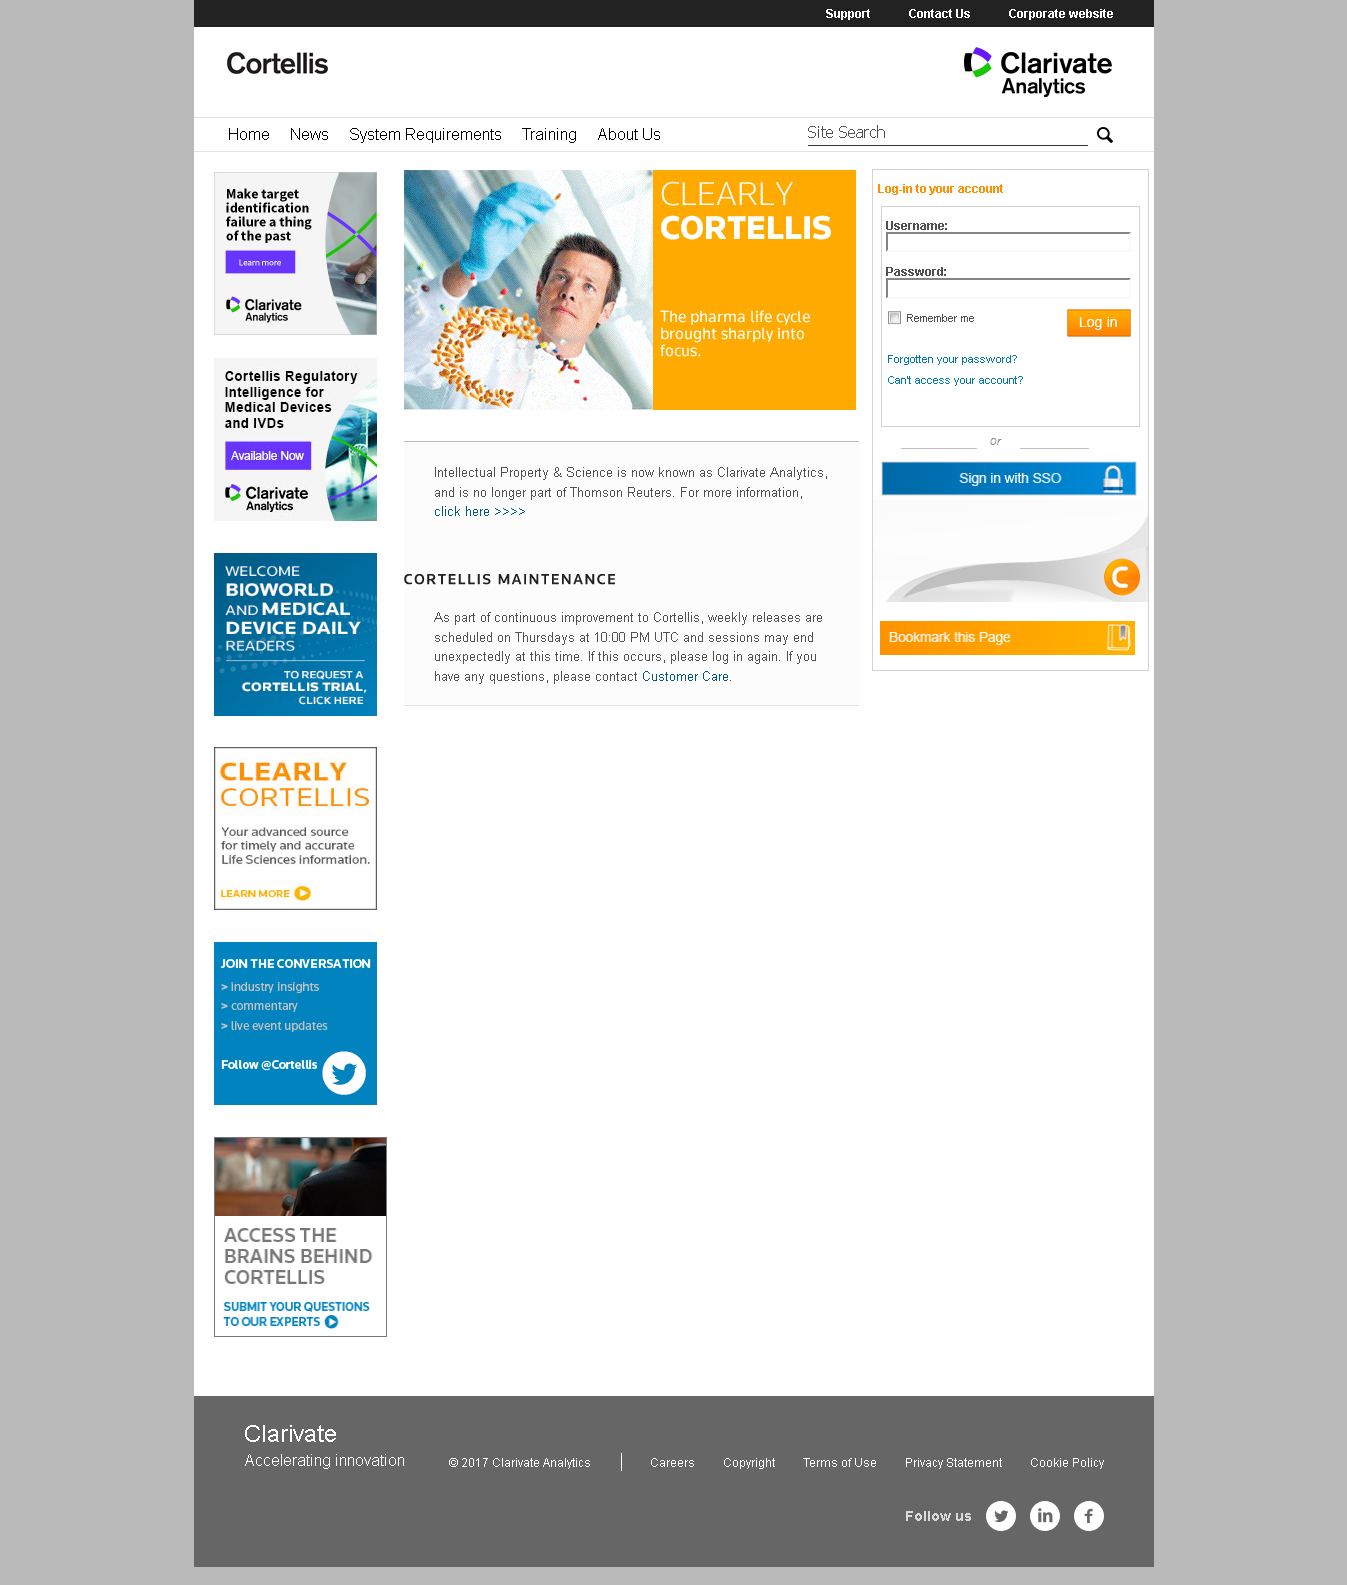 Support Contact Us Corporate website
Cortellis
Clarivate
Analytics
Home News System Requirements Training About Us
Site Search
Make target
identification
failure a thing
of the past
Learn more
Clarivate
Analytics
Cortellis Regulatory
Intelligence for
Medical Devices
and IVDs
Available Now
Clarivate
Analytics
WELCOME
BIOWORLD
AND MEDICAL
DEVICE DAILY
READERS
TO REQUEST A
CORTELLIS TRIAL,
CLICK HERE
CLEARLY
CORTELLIS
Your advanced source
for timely and accurate
Life Sciences information.
LEARN MORE
JOIN THE CONVERSATION
> industry insights
> commentary
> live event updates
Follow @Cortellis
ACCESS THE
BRAINS BEHIND
CORTELLIS
SUBMIT YOUR QUESTIONS
TO OUR EXPERTS
CLEARLY
CORTELLIS
The pharma life cycle
brought sharply into
focus.
Intellectual Property & Science is now known as Clarivate Analytics,
and is no longer part of Thomson Reuters. For more information,
click here >>>>
CORTELLIS MAINTENANCE
As part of continuous improvement to Cortellis, weekly releases are
scheduled on Thursdays at 10:00 PM UTC and sessions may end
unexpectedly at this time. If this occurs, please log in again. If you
have any questions, please contact Customer Care.
Log-in to your account
Username:
Password:
Remember me
Log in
Forgotten your password?
Can't access your account?
or
Sign in with SSO
C
Bookmark this Page
Clarivate
Accelerating innovation
© 2017 Clarivate Analytics Careers Copyright Terms of Use Privacy Statement Cookie Policy
Follow us